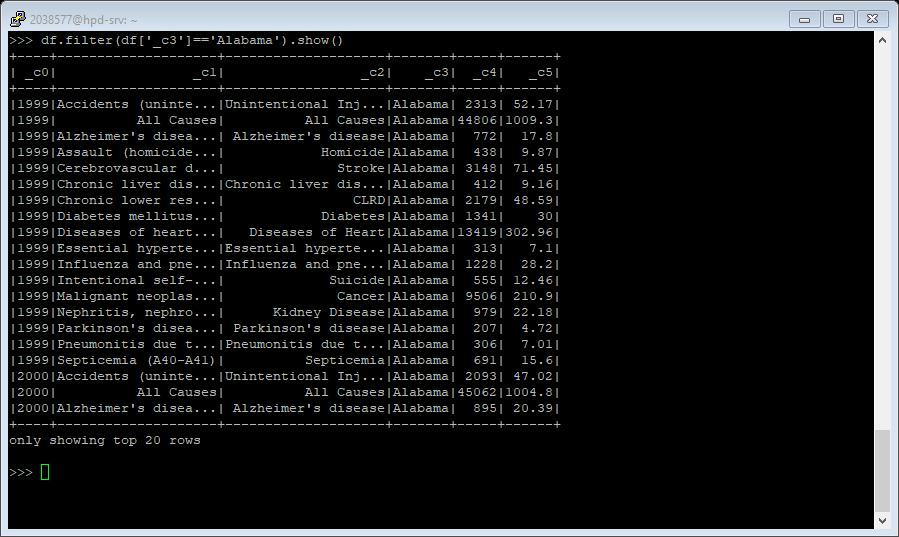 2038577@hpd-srv: ~
>>> df.filter(df['_c3']=='Alabama').show()
+----+--------------------+--------------------+-------+-----+------+
| _c0|                 _c1|                 _c2|    _c3|  _c4|   _c5|
+----+--------------------+--------------------+-------+-----+------+
|1999|Accidents (uninte...|Unintentional Inj...|Alabama| 2313| 52.17|
|1999|          All Causes|          All Causes|Alabama|44806|1009.3|
|1999|Alzheimer's disea...| Alzheimer's disease|Alabama|  772|  17.8|
|1999|Assault (homicide...|            Homicide|Alabama|  438|  9.87|
|1999|Cerebrovascular d...|              Stroke|Alabama| 3148| 71.45|
|1999|Chronic liver dis...|Chronic liver dis...|Alabama|  412|  9.16|
|1999|Chronic lower res...|                CLRD|Alabama| 2179| 48.59|
|1999|Diabetes mellitus...|            Diabetes|Alabama| 1341|    30|
|1999|Diseases of heart...|   Diseases of Heart|Alabama|13419|302.96|
|1999|Essential hyperte...|Essential hyperte...|Alabama|  313|   7.1|
|1999|Influenza and pne...|Influenza and pne...|Alabama| 1228|  28.2|
|1999|Intentional self-...|             Suicide|Alabama|  555| 12.46|
|1999|Malignant neoplas...|              Cancer|Alabama| 9506| 210.9|
|1999|Nephritis, nephro...|      Kidney Disease|Alabama|  979| 22.18|
|1999|Parkinson's disea...| Parkinson's disease|Alabama|  207|  4.72|
|1999|Pneumonitis due t...|Pneumonitis due t...|Alabama|  306|  7.01|
|1999|Septicemia (A40-A41)|          Septicemia|Alabama|  691|  15.6|
|2000|Accidents (uninte...|Unintentional Inj...|Alabama| 2093| 47.02|
|2000|          All Causes|          All Causes|Alabama|45062|1004.8|
|2000|Alzheimer's disea...| Alzheimer's disease|Alabama|  895| 20.39|
+----+--------------------+--------------------+-------+-----+------+
only showing top 20 rows
>>>